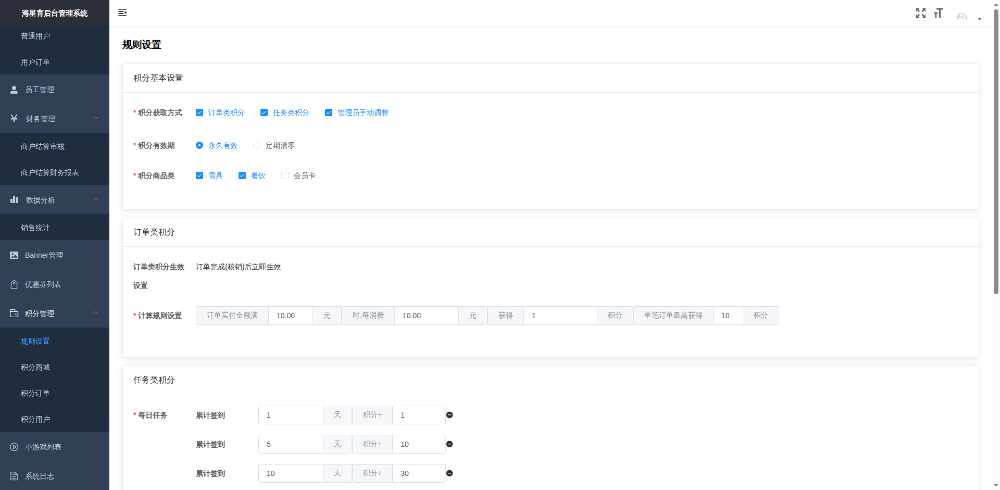 海星育后台管理系统
普通用户
用户订单
员工管理
财务管理
商户结算审核
商户结算财务报表
数据分析
销售统计
Banner管理
优惠券列表
积分管理
规则设置
积分商城
积分订单
积分用户
小游戏列表
系统日志
规则设置
积分基本设置
* 积分获取方式 订单类积分 任务类积分 管理员手动调整
* 积分有效期 永久有效 定期清零
* 积分商品类 雪具 餐饮 会员卡
订单类积分
订单类积分生效 订单完成(核销)后立即生效
设置
* 计算规则设置 订单实付金额满 10.00 元 时,每消费 10.00 元 获得 1 积分 单笔订单最高获得 10 积分
任务类积分
* 每日任务 累计签到 1 天 积分+ 1
累计签到 5 天 积分+ 10
累计签到 10 天 积分+ 30